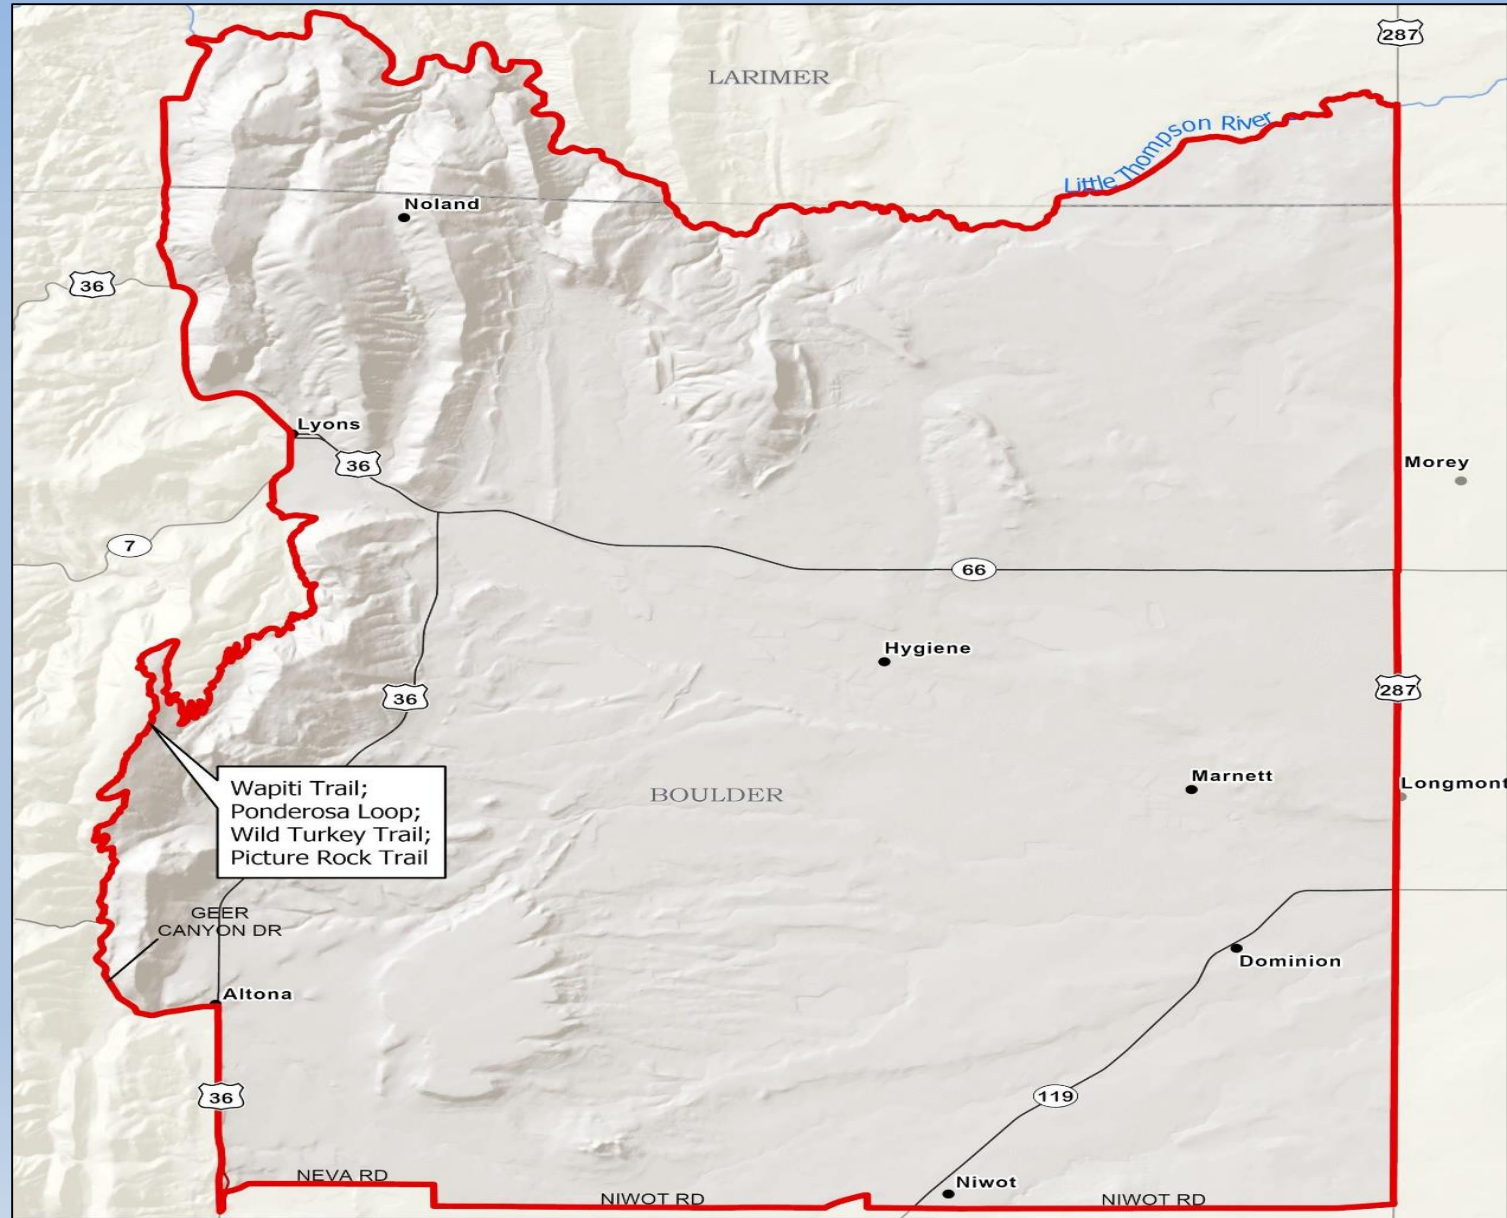 287
LARIMER
Little Thompson River
Noland
36
Lyons
36
Morey
7
66
Hygiene
36
287
Wapiti Trail;
Ponderosa Loop;
Wild Turkey Trail;
Picture Rock Trail
BOULDER
Marnett
Longmont
GEER
CANYON DR
Dominion
Altona
36
119
NEVA RD
Niwot
NIWOT RD
NIWOT RD